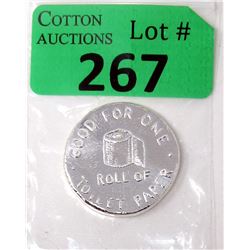 COTTON
AUCTIONS
Lot #
267
GOOD FOR ONE
ROLL OF
TOILET PAPER